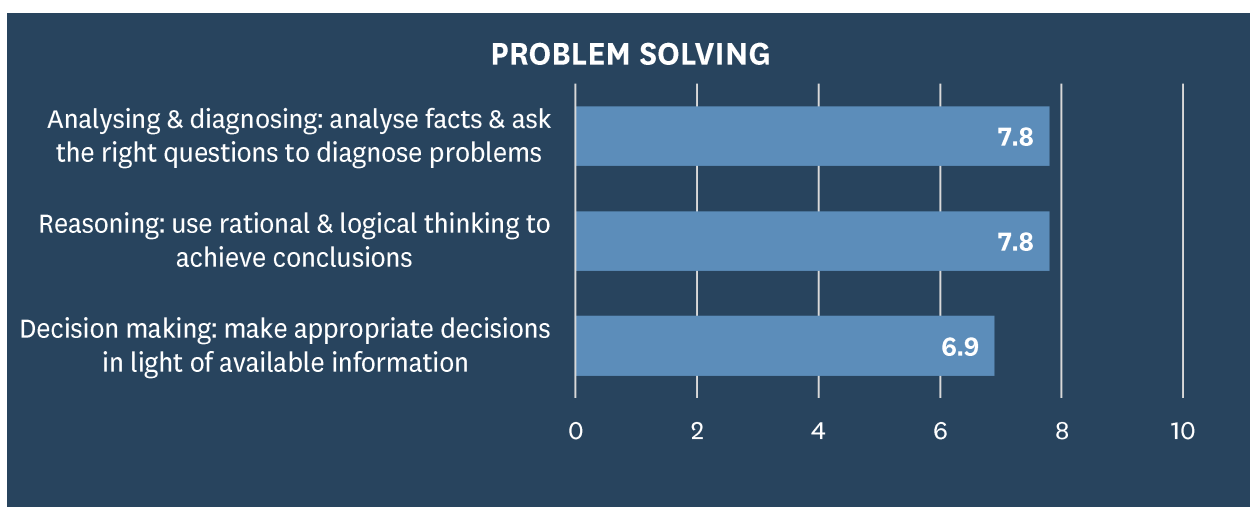 PROBLEM SOLVING
Analysing & diagnosing: analyse facts & ask
the right questions to diagnose problems
7.8
Reasoning: use rational & logical thinking to
achieve conclusions
7.8
Decision making: make appropriate decisions
in light of available information
6.9
0 2 4 6 8 10